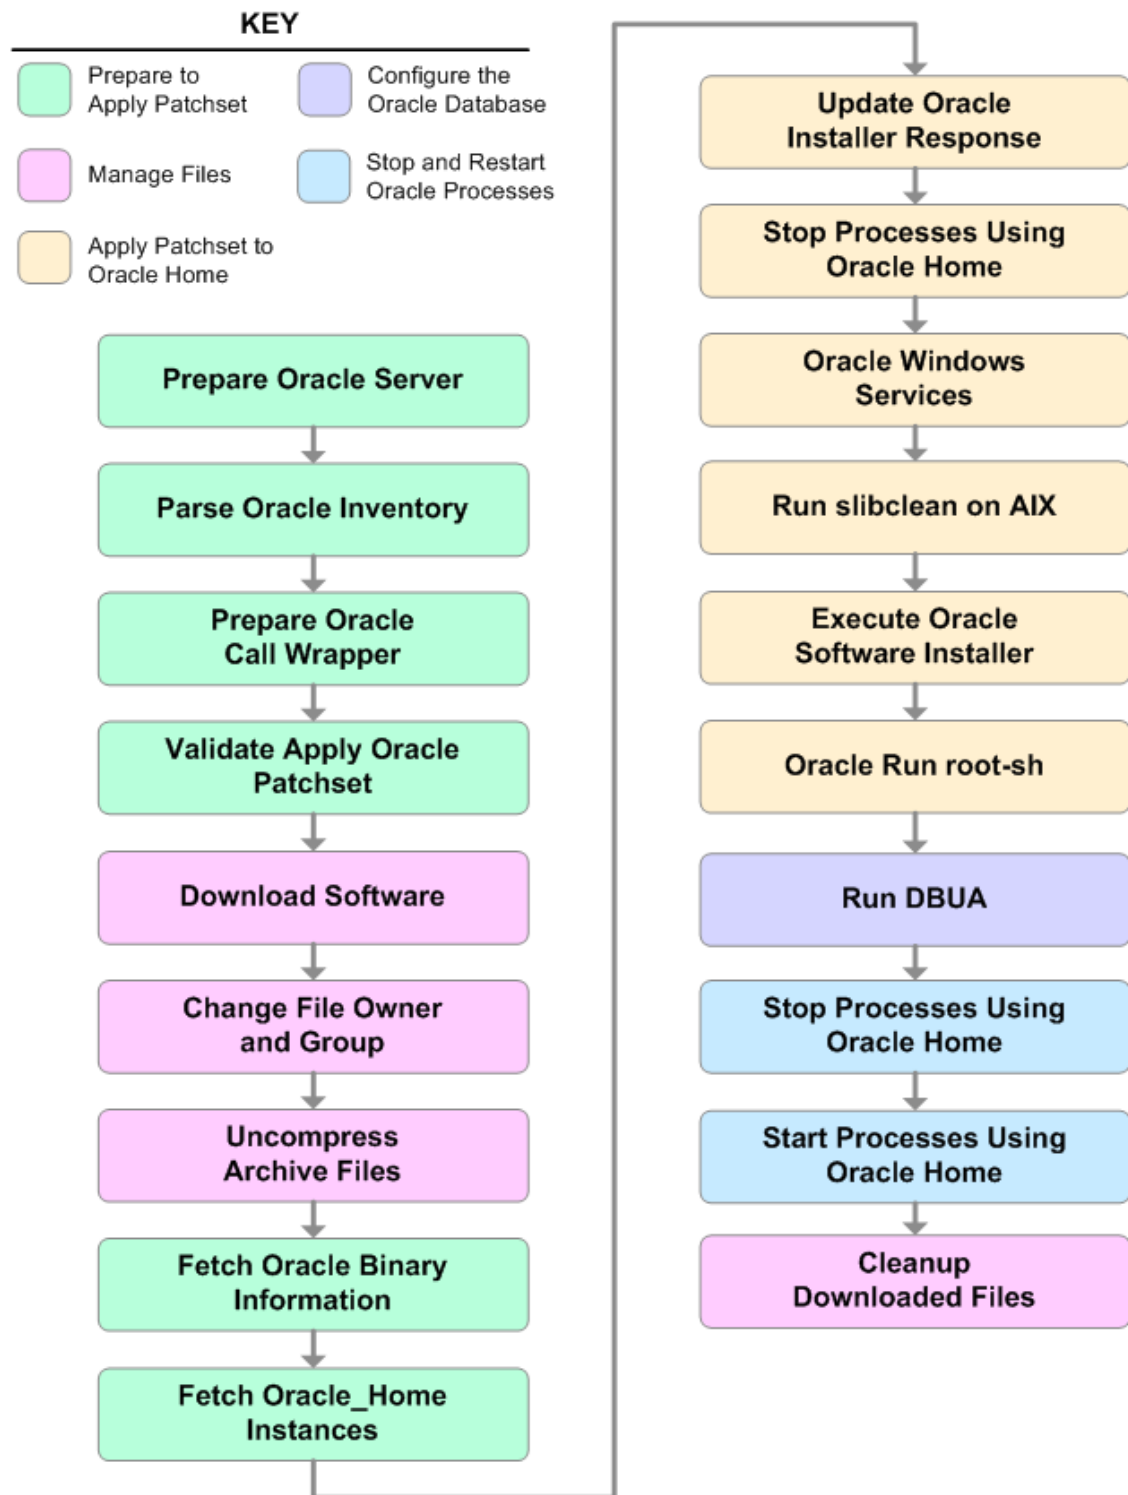 KEY
Prepare to
Apply Patchset
Configure the
Oracle Database
Manage Files
Stop and Restart
Oracle Processes
Apply Patchset to
Oracle Home
Prepare Oracle Server
Parse Oracle Inventory
Prepare Oracle
Call Wrapper
Validate Apply Oracle
Patchset
Download Software
Change File Owner
and Group
Uncompress
Archive Files
Fetch Oracle Binary
Information
Fetch Oracle_Home
Instances
Update Oracle
Installer Response
Stop Processes Using
Oracle Home
Oracle Windows
Services
Run slibclean on AIX
Execute Oracle
Software Installer
Oracle Run root-sh
Run DBUA
Stop Processes Using
Oracle Home
Start Processes Using
Oracle Home
Cleanup
Downloaded Files